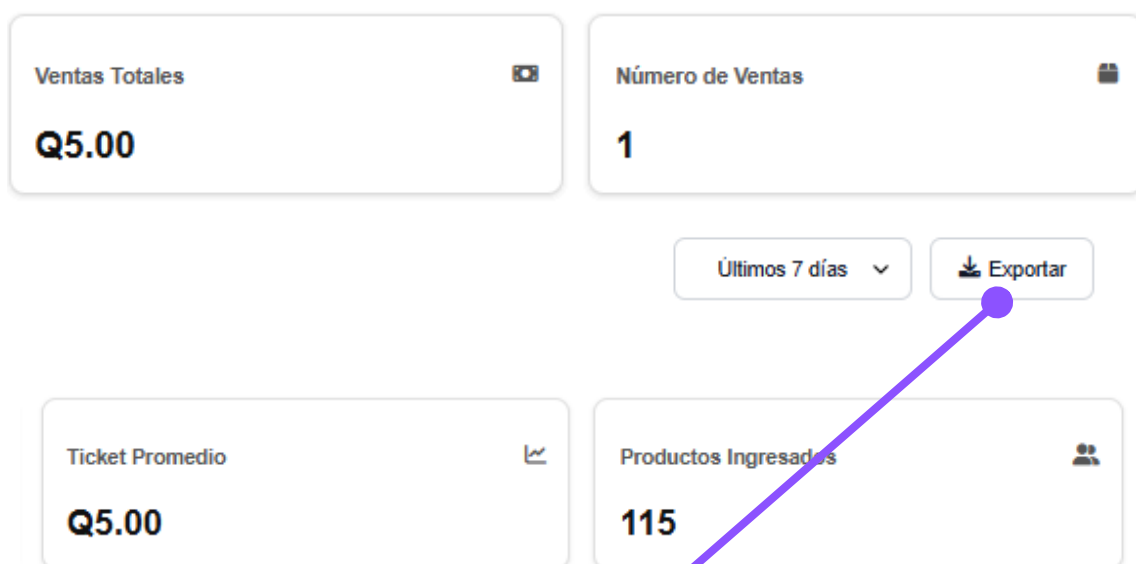 Ventas Totales
Q5.00
Número de Ventas
1
Últimos 7 días
Exportar
Ticket Promedio
Q5.00
Productos Ingresados
115